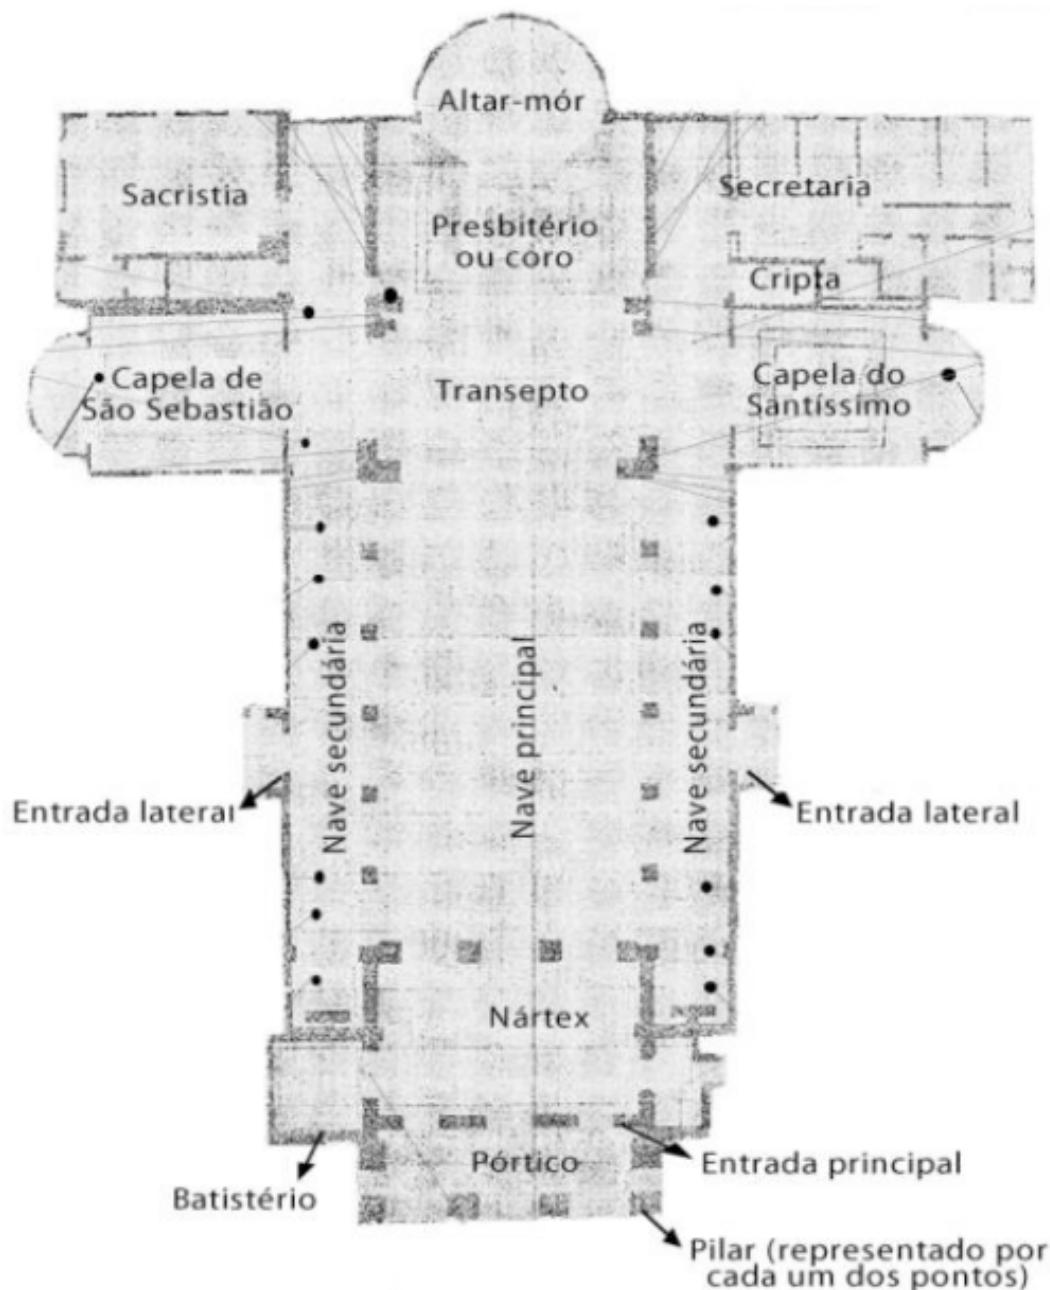 Altar-mór
Sacristia
Secretaria
Presbitério
ou côro
Cripta
Capela de
São Sebastião
Transepto
Capela do
Santíssimo
Nave secundária
Nave principal
Nave secundária
Entrada lateral
Entrada lateral
Nártex
Pórtico
Entrada principal
Batistério
Pilar (representado por
cada um dos pontos)